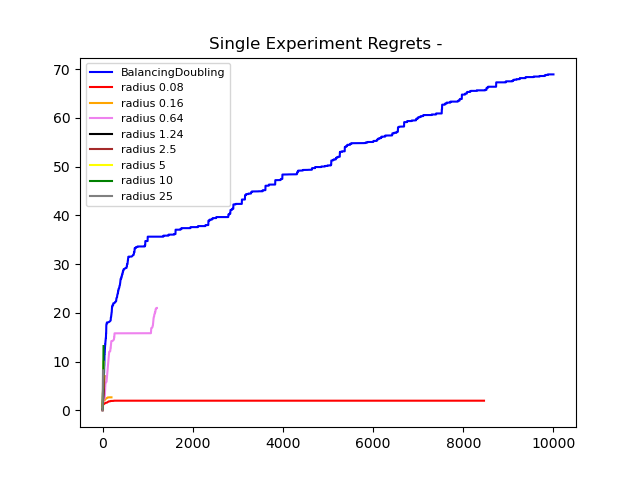 Single Experiment Regrets -
70
60
50
40
30
20
10
0
BalancingDoubling
radius 0.08
radius 0.16
radius 0.64
radius 1.24
radius 2.5
radius 5
radius 10
radius 25
0 2000 4000 6000 8000 10000